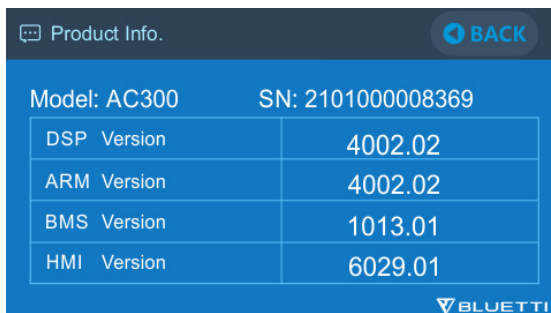 Product Info.
BACK
Model: AC300 SN: 2101000008369
DSP Version 4002.02
ARM Version 4002.02
BMS Version 1013.01
HMI Version 6029.01
BLUETTI